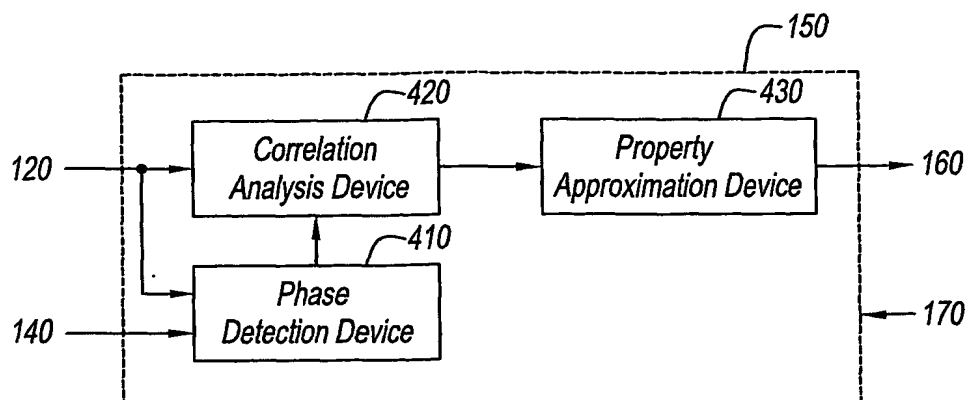 150
420
430
120
Correlation
Analysis Device
Property
Approximation Device
160
410
Phase
Detection Device
140
170